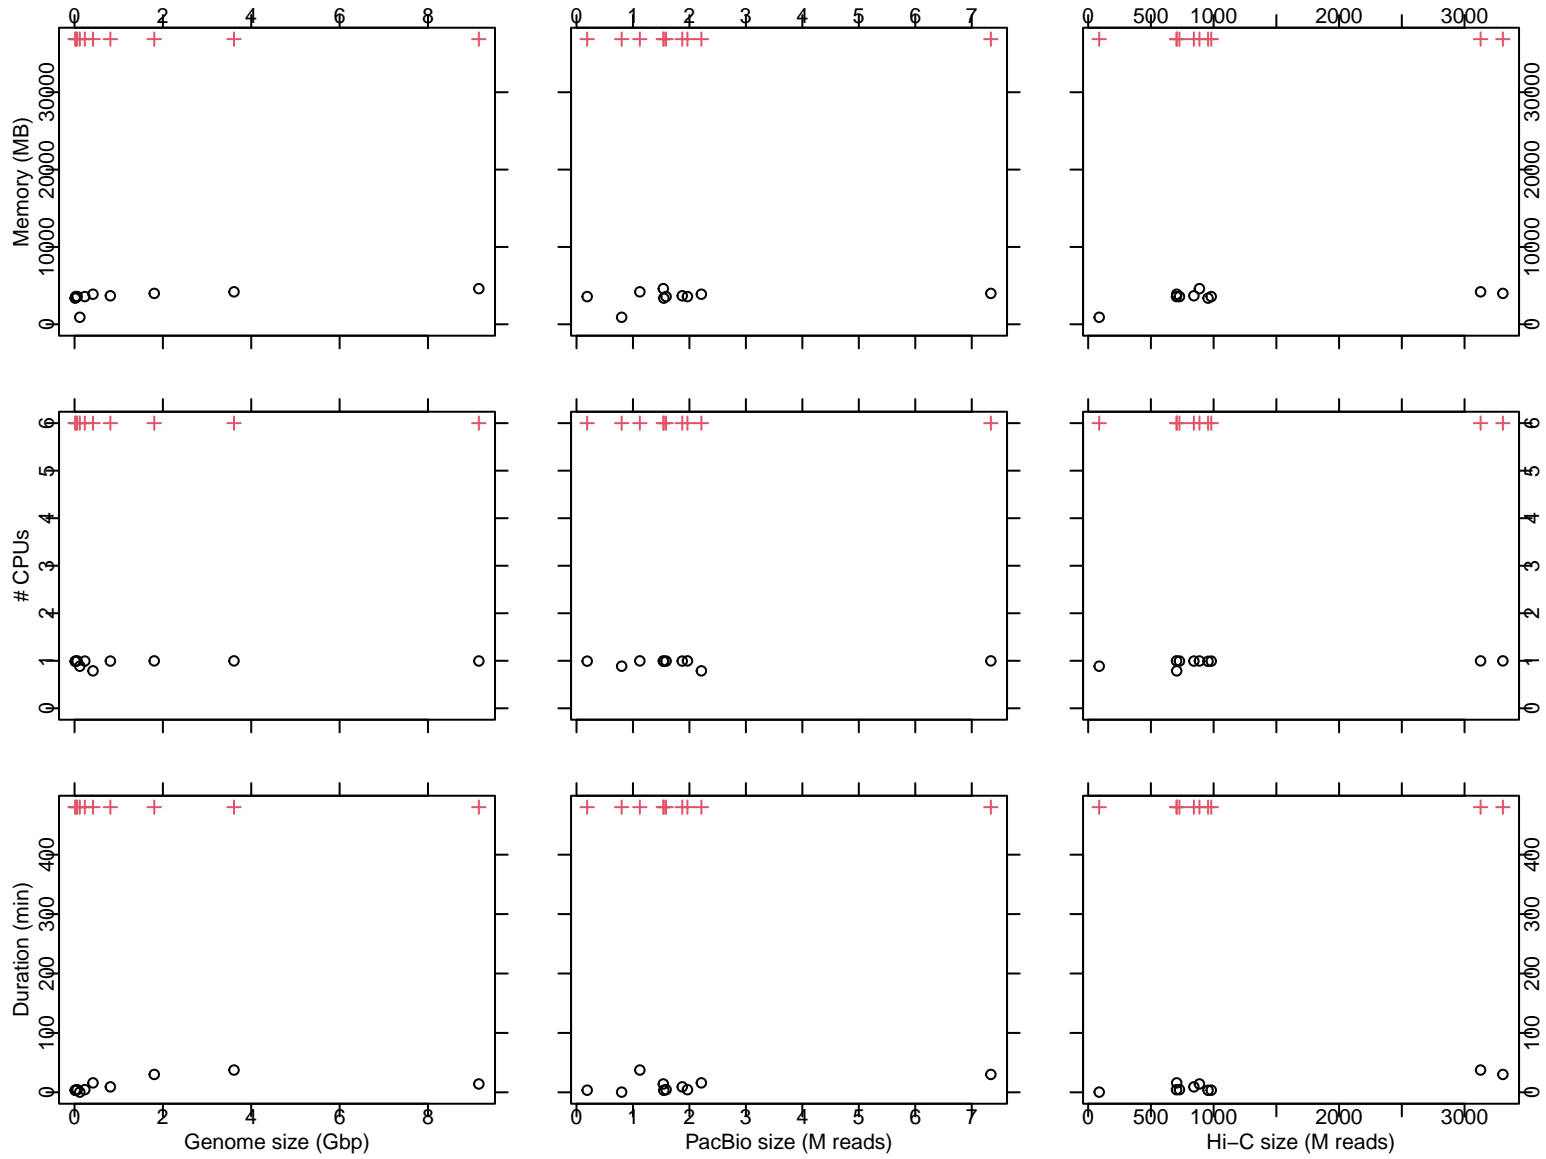 0 2 4 6 8 0 1 2 3 4 5 6 7 0 500 1000 2000 3000
Memory (MB)
0 10000 20000 30000
0 10000 20000 30000
# CPUs
0 1 2 3 4 5 6
0 1 2 3 4 5 6
Duration (min)
0 100 200 300 400
0 100 200 300 400
0 2 4 6 8 0 1 2 3 4 5 6 7 0 500 1000 2000 3000
Genome size (Gbp) PacBio size (M reads) Hi−C size (M reads)